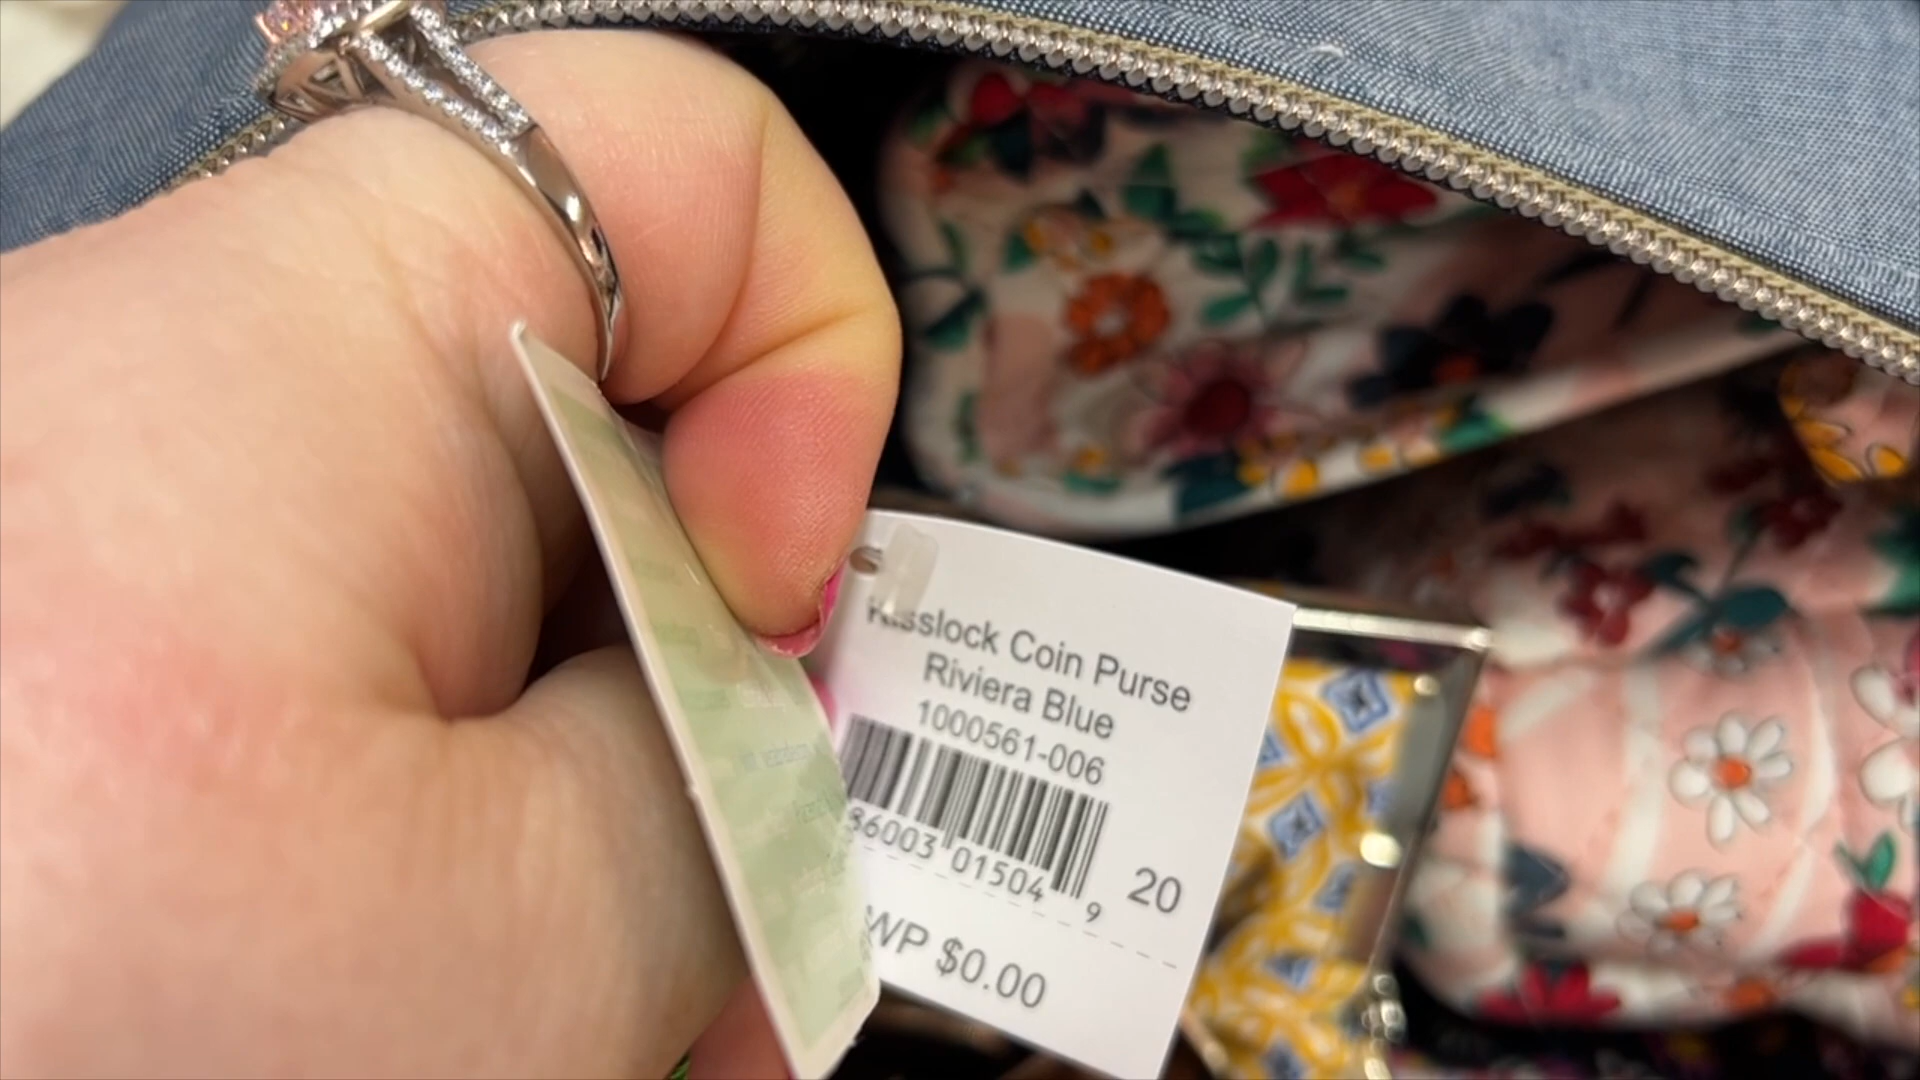 Kisslock Coin Purse
Riviera Blue
1000561-006
86003 01504 9
20
WP $0.00